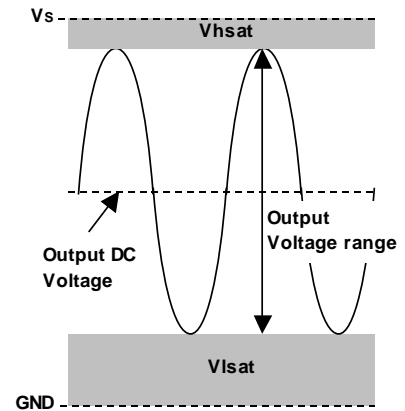 Vs
Vhsat
Output
Voltage range
Output DC
Voltage
Vlsat
GND